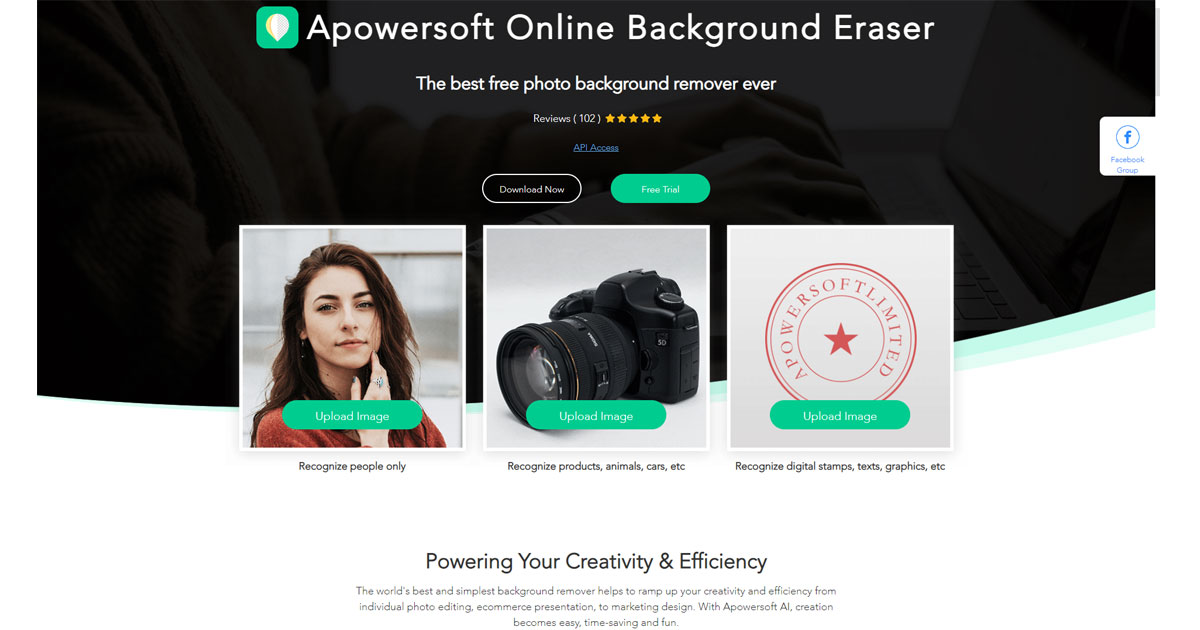 Apowersoft Online Background Eraser
The best free photo background remover ever
Reviews ( 102 )
API Access
Download Now
Free Trial
Facebook
Group
5D
APOWERSOFTLIMITED
Upload Image
Upload Image
Upload Image
Recognize people only
Recognize products, animals, cars, etc
Recognize digital stamps, texts, graphics, etc
Powering Your Creativity & Efficiency
The world's best and simplest background remover helps to ramp up your creativity and efficiency from
individual photo editing, ecommerce presentation, to marketing design. With Apowersoft AI, creation
becomes easy, time-saving and fun.